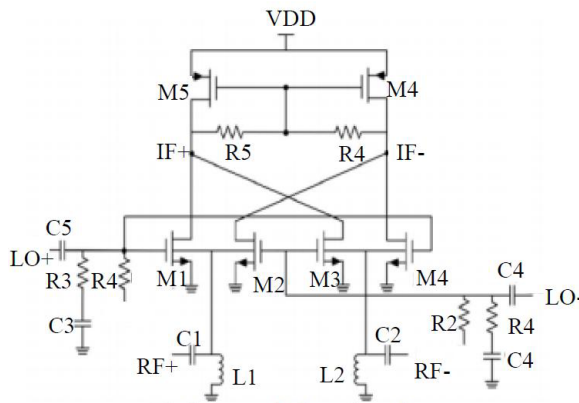 VDD
M5
M4
R5
R4
IF+
IF-
C5
LO+
R3
R4
M1
M2
M3
M4
C4
LO-
R2
R4
C3
C4
C1
C2
RF+
L1
L2
RF-